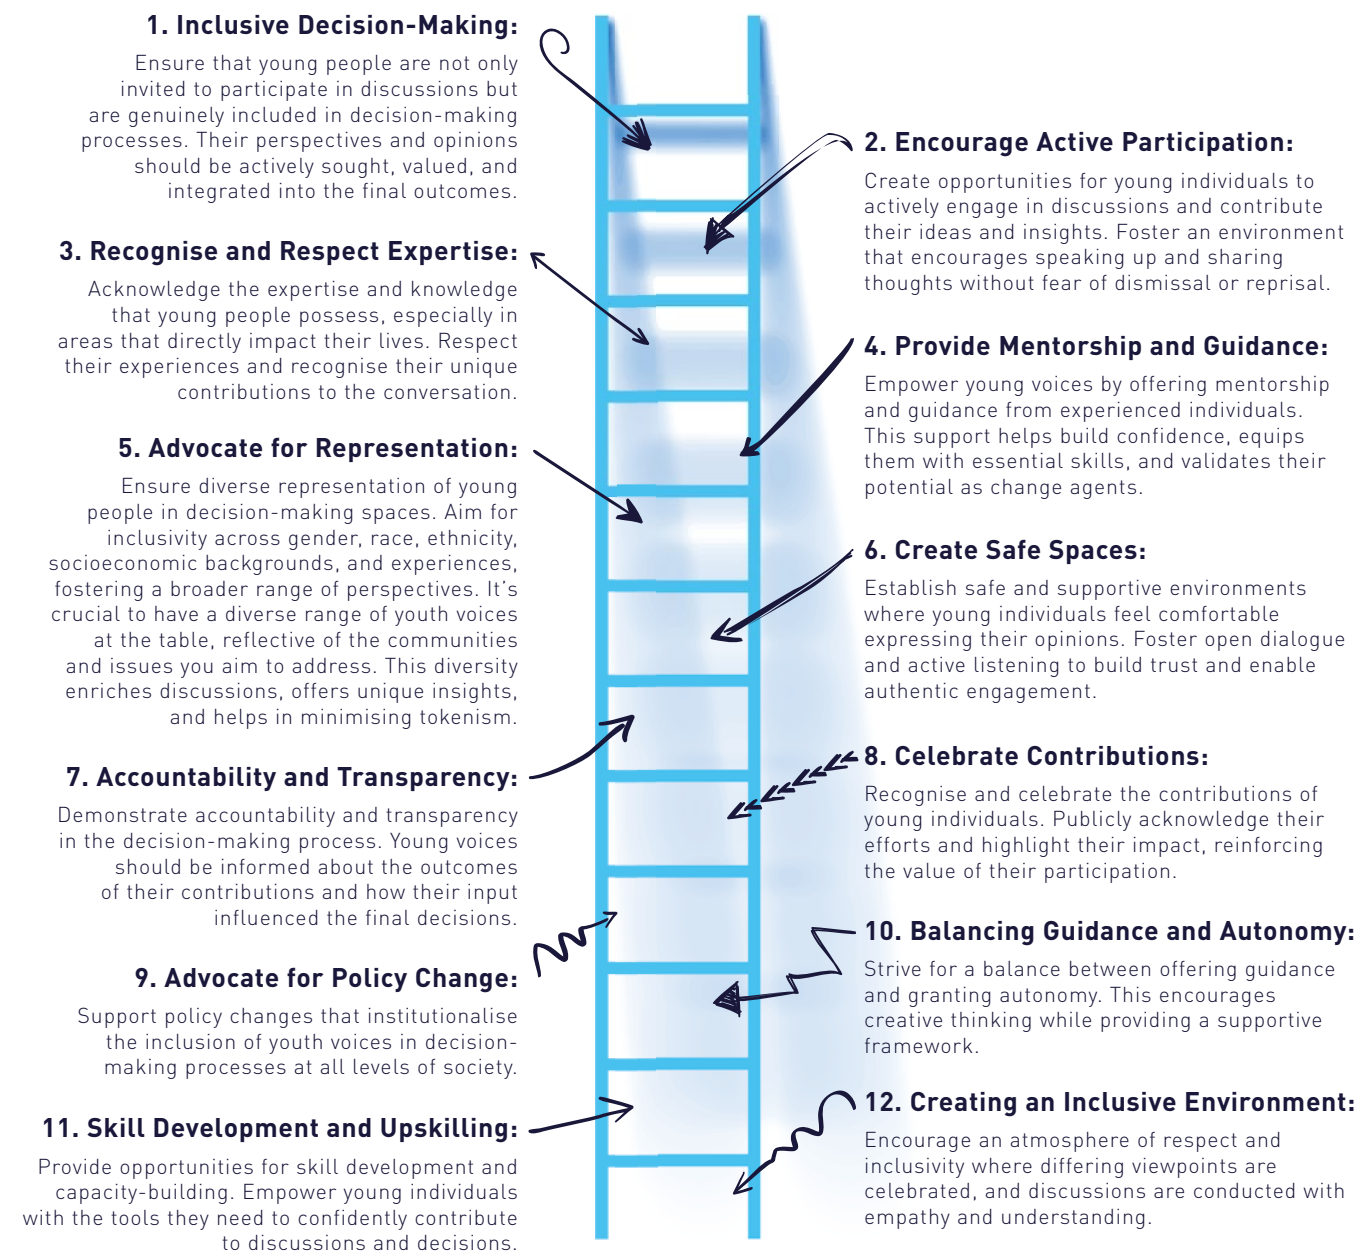 1. Inclusive Decision-Making:
Ensure that young people are not only
invited to participate in discussions but
are genuinely included in decision-making
processes. Their perspectives and opinions
should be actively sought, valued, and
integrated into the final outcomes.
2. Encourage Active Participation:
Create opportunities for young individuals to
actively engage in discussions and contribute
their ideas and insights. Foster an environment
that encourages speaking up and sharing
thoughts without fear of dismissal or reprisal.
3. Recognise and Respect Expertise:
Acknowledge the expertise and knowledge
that young people possess, especially in
areas that directly impact their lives. Respect
their experiences and recognise their unique
contributions to the conversation.
4. Provide Mentorship and Guidance:
Empower young voices by offering mentorship
and guidance from experienced individuals.
This support helps build confidence, equips
them with essential skills, and validates their
potential as change agents.
5. Advocate for Representation:
Ensure diverse representation of young
people in decision-making spaces. Aim for
inclusivity across gender, race, ethnicity,
socioeconomic backgrounds, and experiences,
fostering a broader range of perspectives. It's
crucial to have a diverse range of youth voices
at the table, reflective of the communities
and issues you aim to address. This diversity
enriches discussions, offers unique insights,
and helps in minimising tokenism.
6. Create Safe Spaces:
Establish safe and supportive environments
where young individuals feel comfortable
expressing their opinions. Foster open dialogue
and active listening to build trust and enable
authentic engagement.
7. Accountability and Transparency:
Demonstrate accountability and transparency
in the decision-making process. Young voices
should be informed about the outcomes
of their contributions and how their input
influenced the final decisions.
8. Celebrate Contributions:
Recognise and celebrate the contributions of
young individuals. Publicly acknowledge their
efforts and highlight their impact, reinforcing
the value of their participation.
9. Advocate for Policy Change:
Support policy changes that institutionalise
the inclusion of youth voices in decision-
making processes at all levels of society.
10. Balancing Guidance and Autonomy:
Strive for a balance between offering guidance
and granting autonomy. This encourages
creative thinking while providing a supportive
framework.
11. Skill Development and Upskilling:
Provide opportunities for skill development and
capacity-building. Empower young individuals
with the tools they need to confidently contribute
to discussions and decisions.
12. Creating an Inclusive Environment:
Encourage an atmosphere of respect and
inclusivity where differing viewpoints are
celebrated, and discussions are conducted with
empathy and understanding.